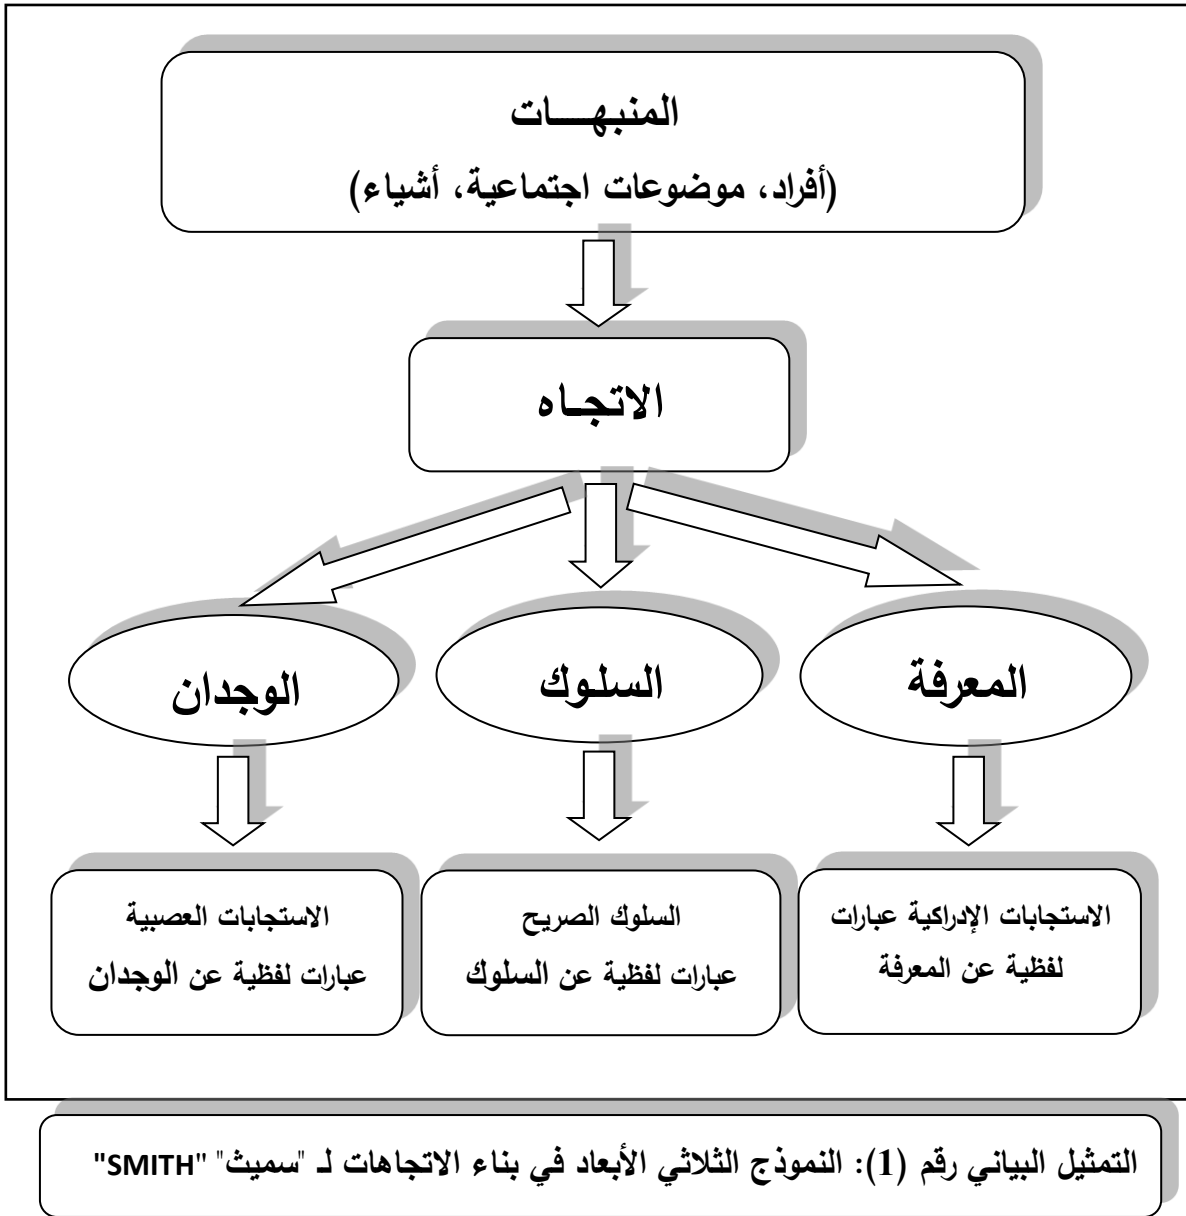 المنبهــــات
(أفراد، موضوعات اجتماعية، أشياء)
الاتجــاه
المعرفة
السلوك
الوجدان
الاستجابات الإدراكية عبارات
لفظية عن المعرفة
السلوك الصريح
عبارات لفظية عن السلوك
الاستجابات العصبية
عبارات لفظية عن الوجدان
التمثيل البياني رقم (1): النموذج الثلاثي الأبعاد في بناء الاتجاهات لـ "سميث" "SMITH"